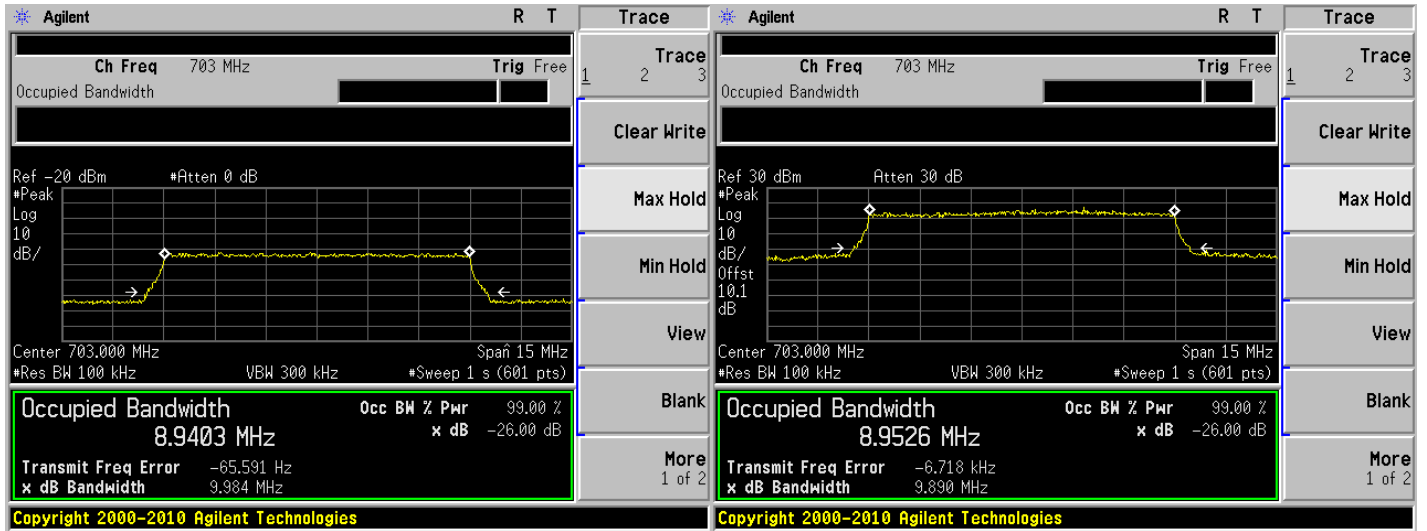 Agilent R T Trace
Ch Freq 703 MHz Trig Free
Occupied Bandwidth
Trace
1 2 3
Clear Write
Max Hold
Min Hold
View
Blank
More
1 of 2
Ref -20 dBm #Atten 0 dB
#Peak
Log
10
dB/
Center 703.000 MHz Span 15 MHz
#Res BW 100 kHz VBW 300 kHz #Sweep 1 s (601 pts)
Occupied Bandwidth Occ BW % Pwr 99.00 %
8.9403 MHz x dB -26.00 dB
Transmit Freq Error -65.591 Hz
x dB Bandwidth 9.984 MHz
Copyright 2000-2010 Agilent Technologies
Agilent R T Trace
Ch Freq 703 MHz Trig Free
Occupied Bandwidth
Trace
1 2 3
Clear Write
Max Hold
Min Hold
View
Blank
More
1 of 2
Ref 30 dBm Atten 30 dB
#Peak
Log
10
dB/
Offst
10.1
dB
Center 703.000 MHz Span 15 MHz
#Res BW 100 kHz VBW 300 kHz #Sweep 1 s (601 pts)
Occupied Bandwidth Occ BW % Pwr 99.00 %
8.9526 MHz x dB -26.00 dB
Transmit Freq Error -6.718 kHz
x dB Bandwidth 9.890 MHz
Copyright 2000-2010 Agilent Technologies